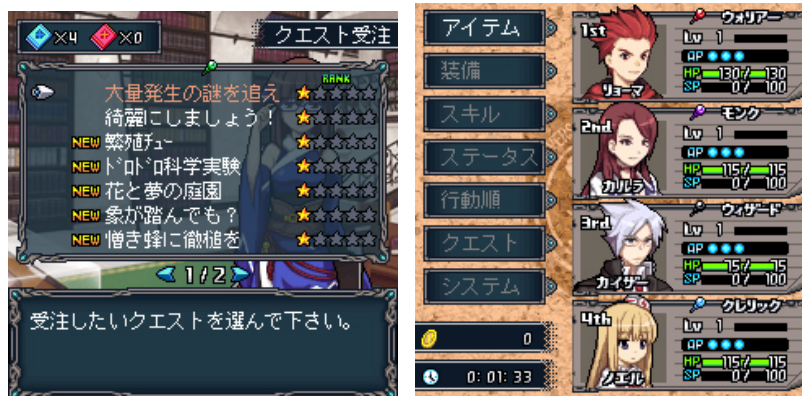 ×4 ×0 クエスト受注
RANK
大量発生の謎を追え
綺麗にしましょう!
NEW 繁殖チュー
NEW ドロドロ科学実験
NEW 花と夢の庭園
NEW 象が踏んでも?
NEW 憎き蜂に徹槌を
1/2
受注したいクエストを選んで下さい。
アイテム
装備
スキル
ステータス
行動順
クエスト
システム
0
0:01:33
1st ウォリアー
Lv 1
AP
HP 130/130
SP 0/100
リョーマ
2nd モンク
Lv 1
AP
HP 115/115
SP 0/100
カルラ
3rd ウィザード
Lv 1
AP
HP 157/157
SP 0/100
カイザー
4th クレリック
Lv 1
AP
HP 115/115
SP 0/100
ノエル